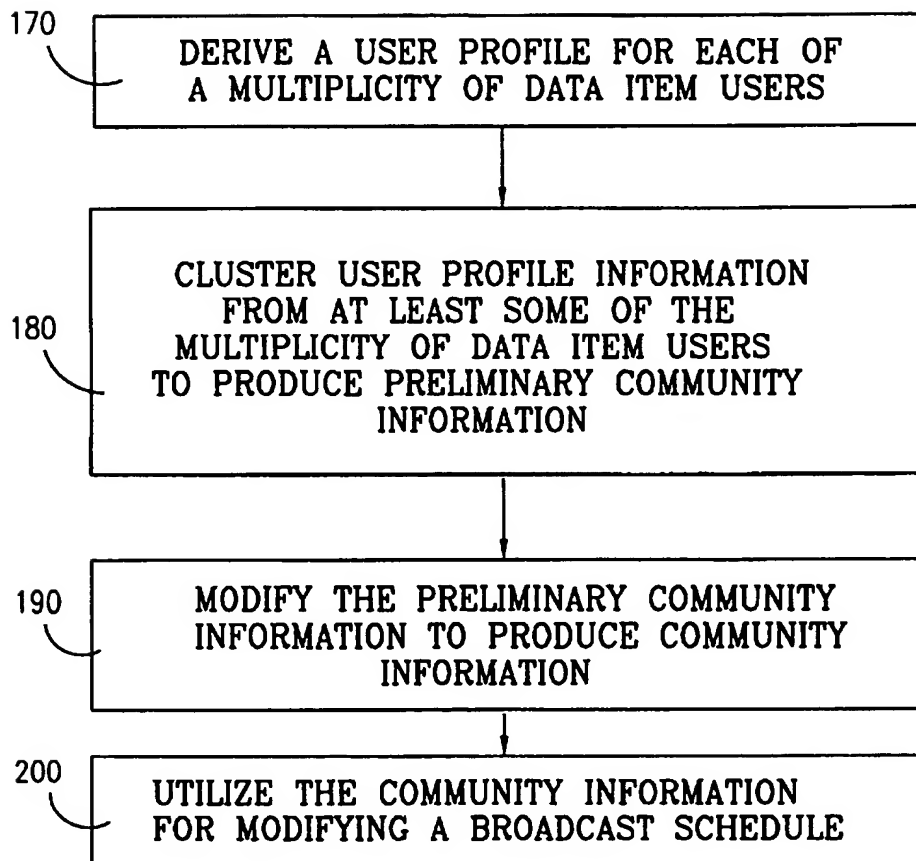 170
DERIVE A USER PROFILE FOR EACH OF
A MULTIPLICITY OF DATA ITEM USERS
180
CLUSTER USER PROFILE INFORMATION
FROM AT LEAST SOME OF THE
MULTIPLICITY OF DATA ITEM USERS
TO PRODUCE PRELIMINARY COMMUNITY
INFORMATION
190
MODIFY THE PRELIMINARY COMMUNITY
INFORMATION TO PRODUCE COMMUNITY
INFORMATION
200
UTILIZE THE COMMUNITY INFORMATION
FOR MODIFYING A BROADCAST SCHEDULE